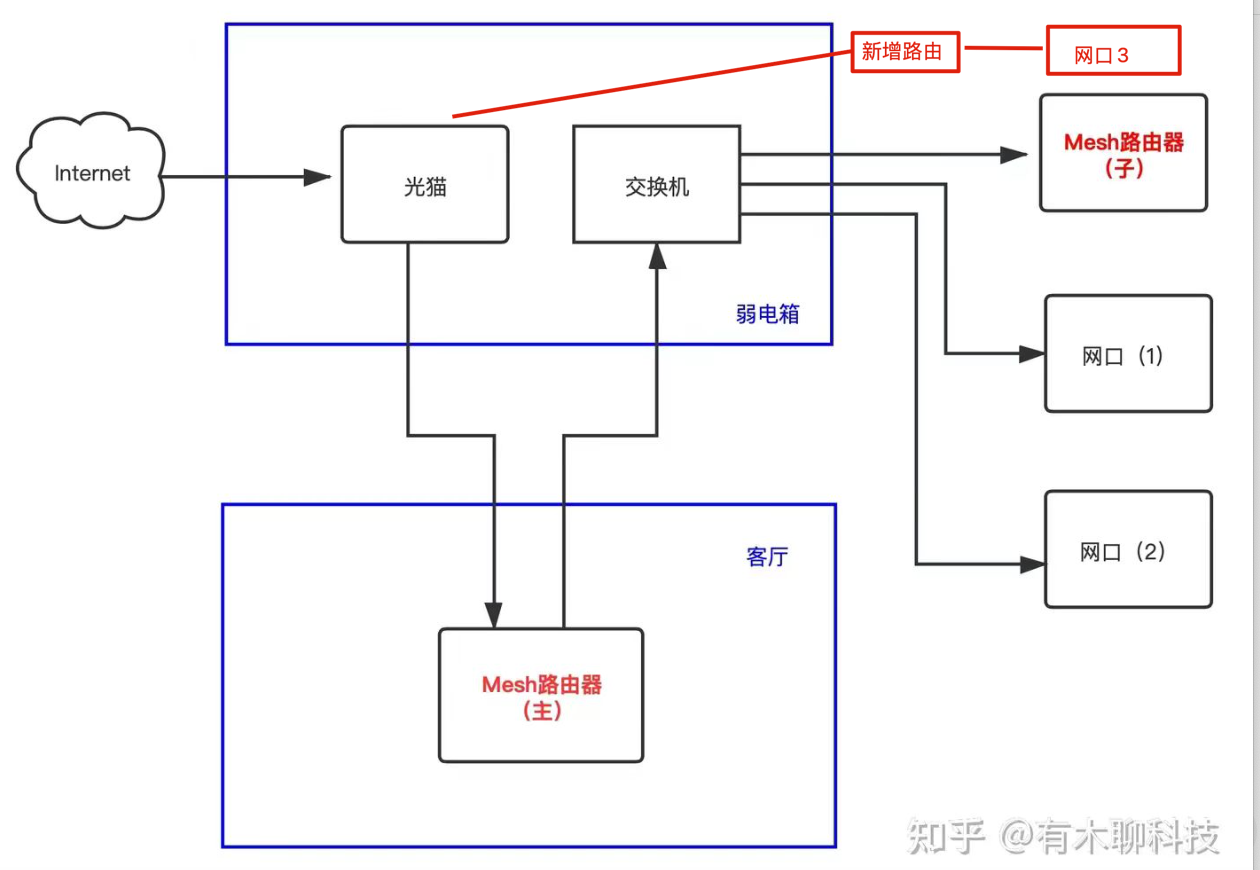 新增路由
网口3
Internet
光猫
交换机
Mesh路由器
(子)
弱电箱
网口（1）
客厅
网口（2）
Mesh路由器
(主)
知乎 @有木聊科技